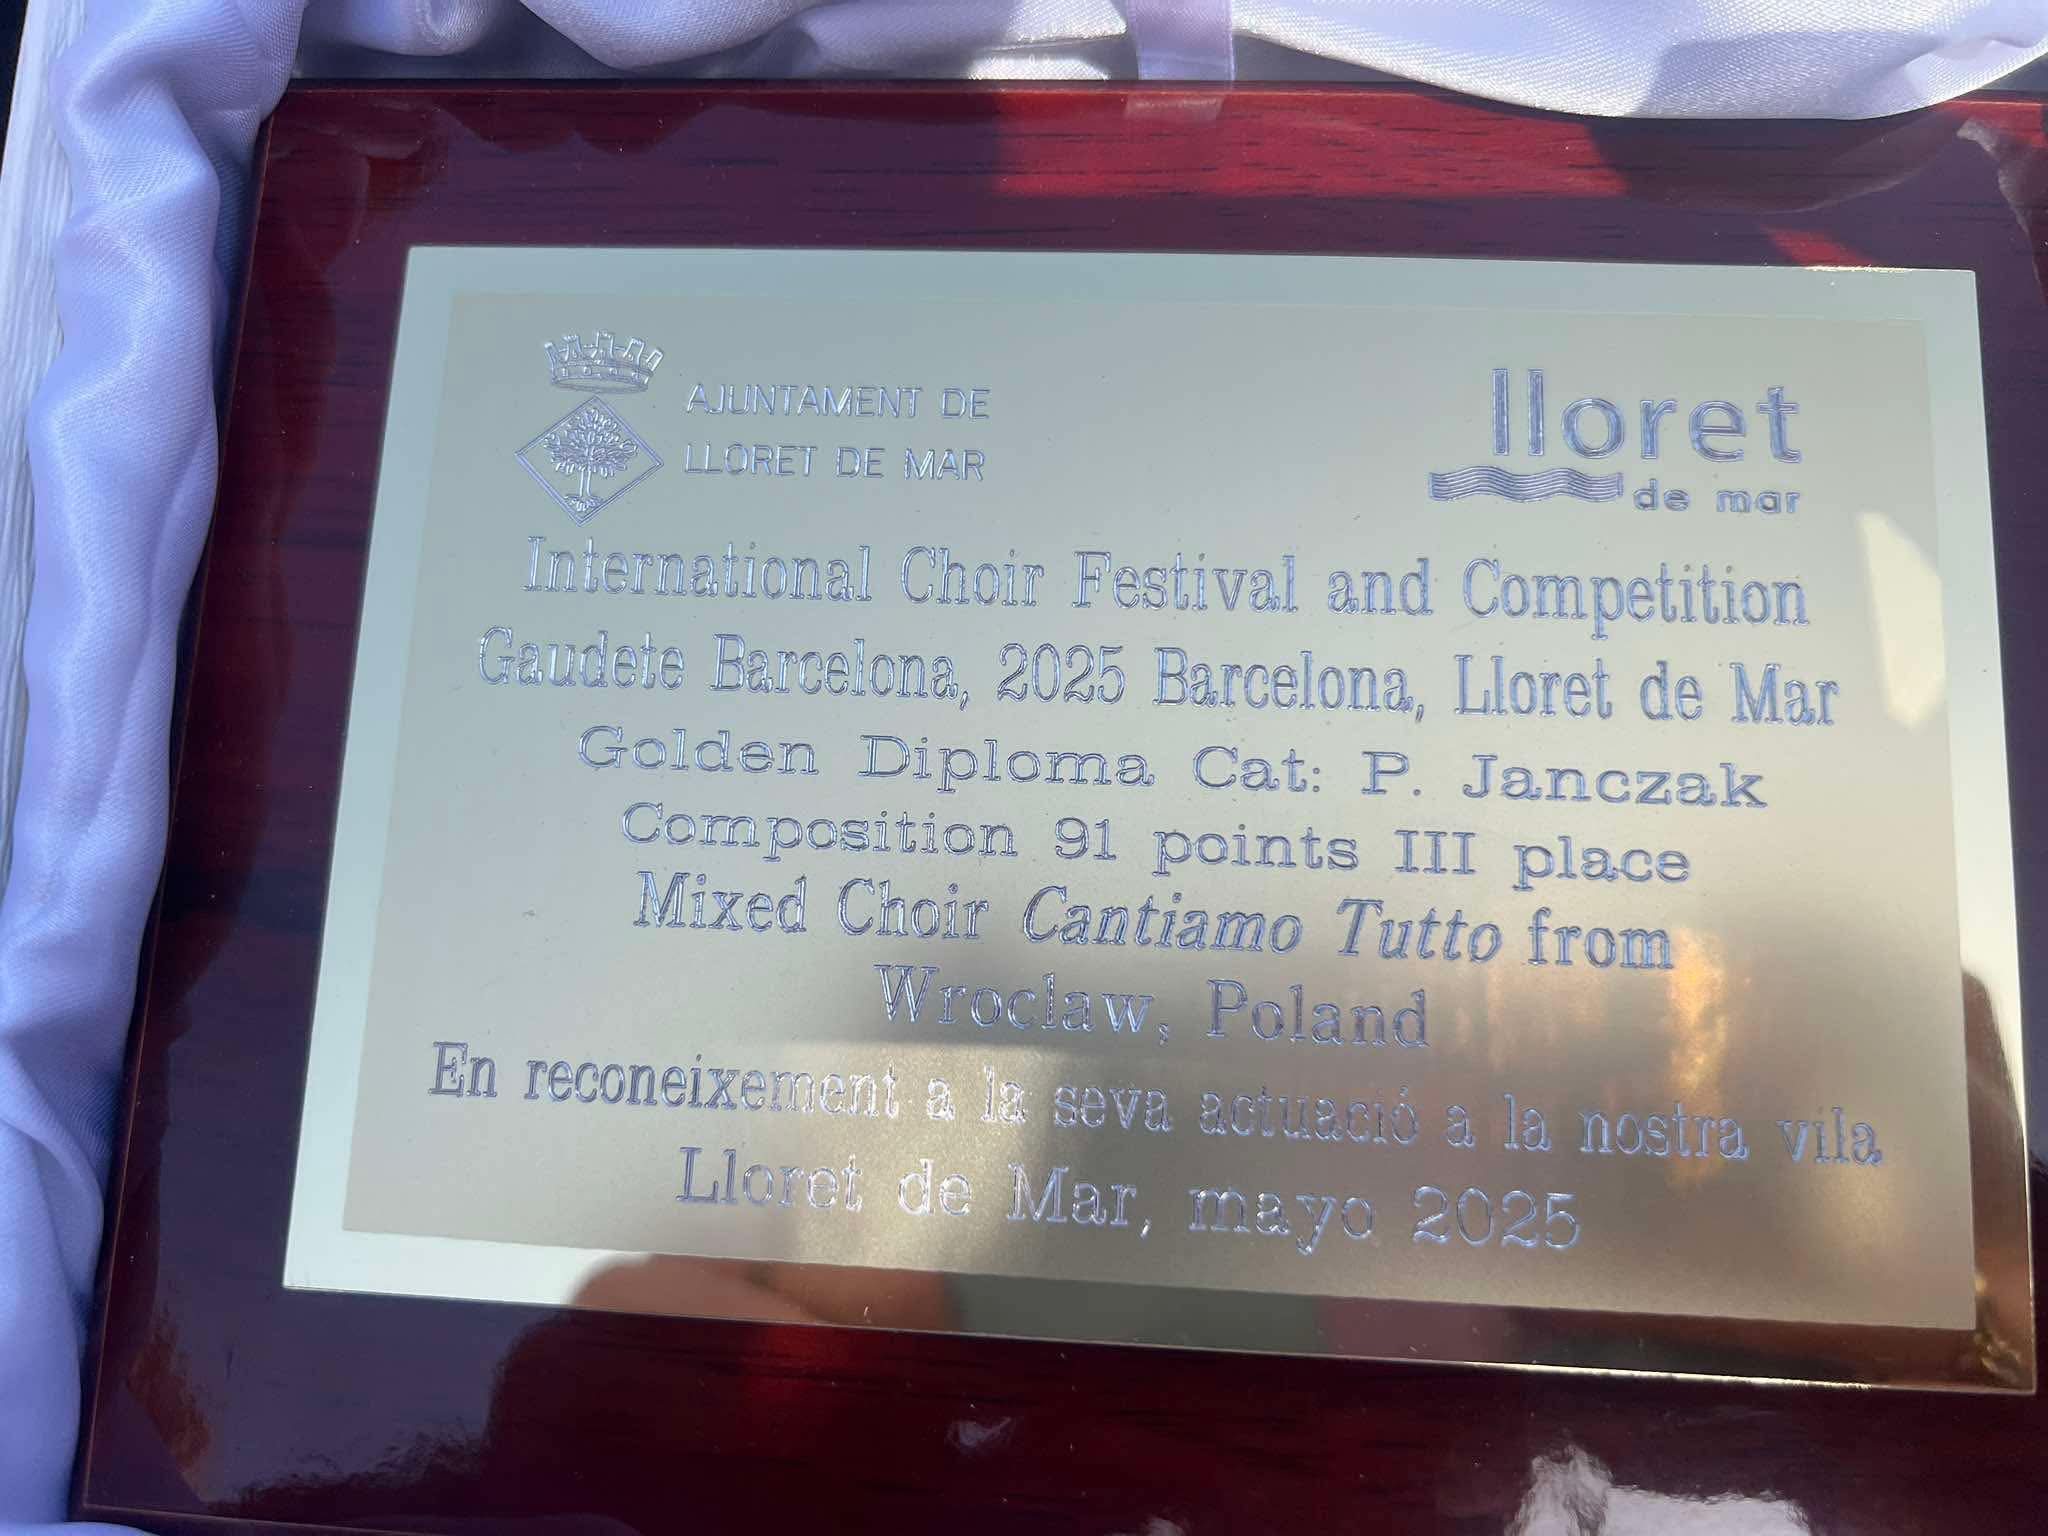 AJUNTAMENT DE
LLORET DE MAR
lloret
de mar
International Choir Festival and Competition
Gaudete Barcelona, 2025 Barcelona, Lloret de Mar
Golden Diploma Cat: P. Janczak
Composition 91 points III place
Mixed Choir Cantiamo Tutto from
Wroclaw, Poland
En reconeixement a la seva actuació a la nostra vila
Lloret de Mar, mayo 2025